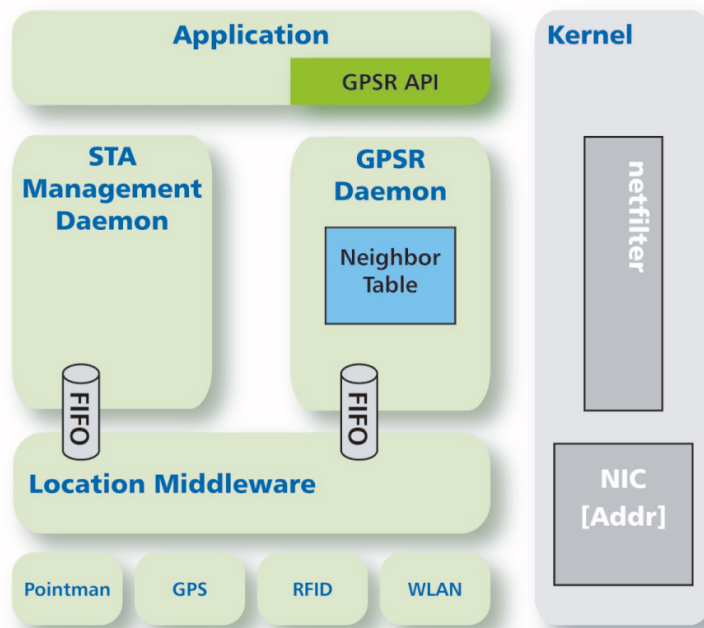 Application
GPSR API
STA
Management
Daemon
GPSR
Daemon
Neighbor
Table
FIFO
FIFO
Location Middleware
Pointman
GPS
RFID
WLAN
Kernel
netfilter
NIC
[Addr]